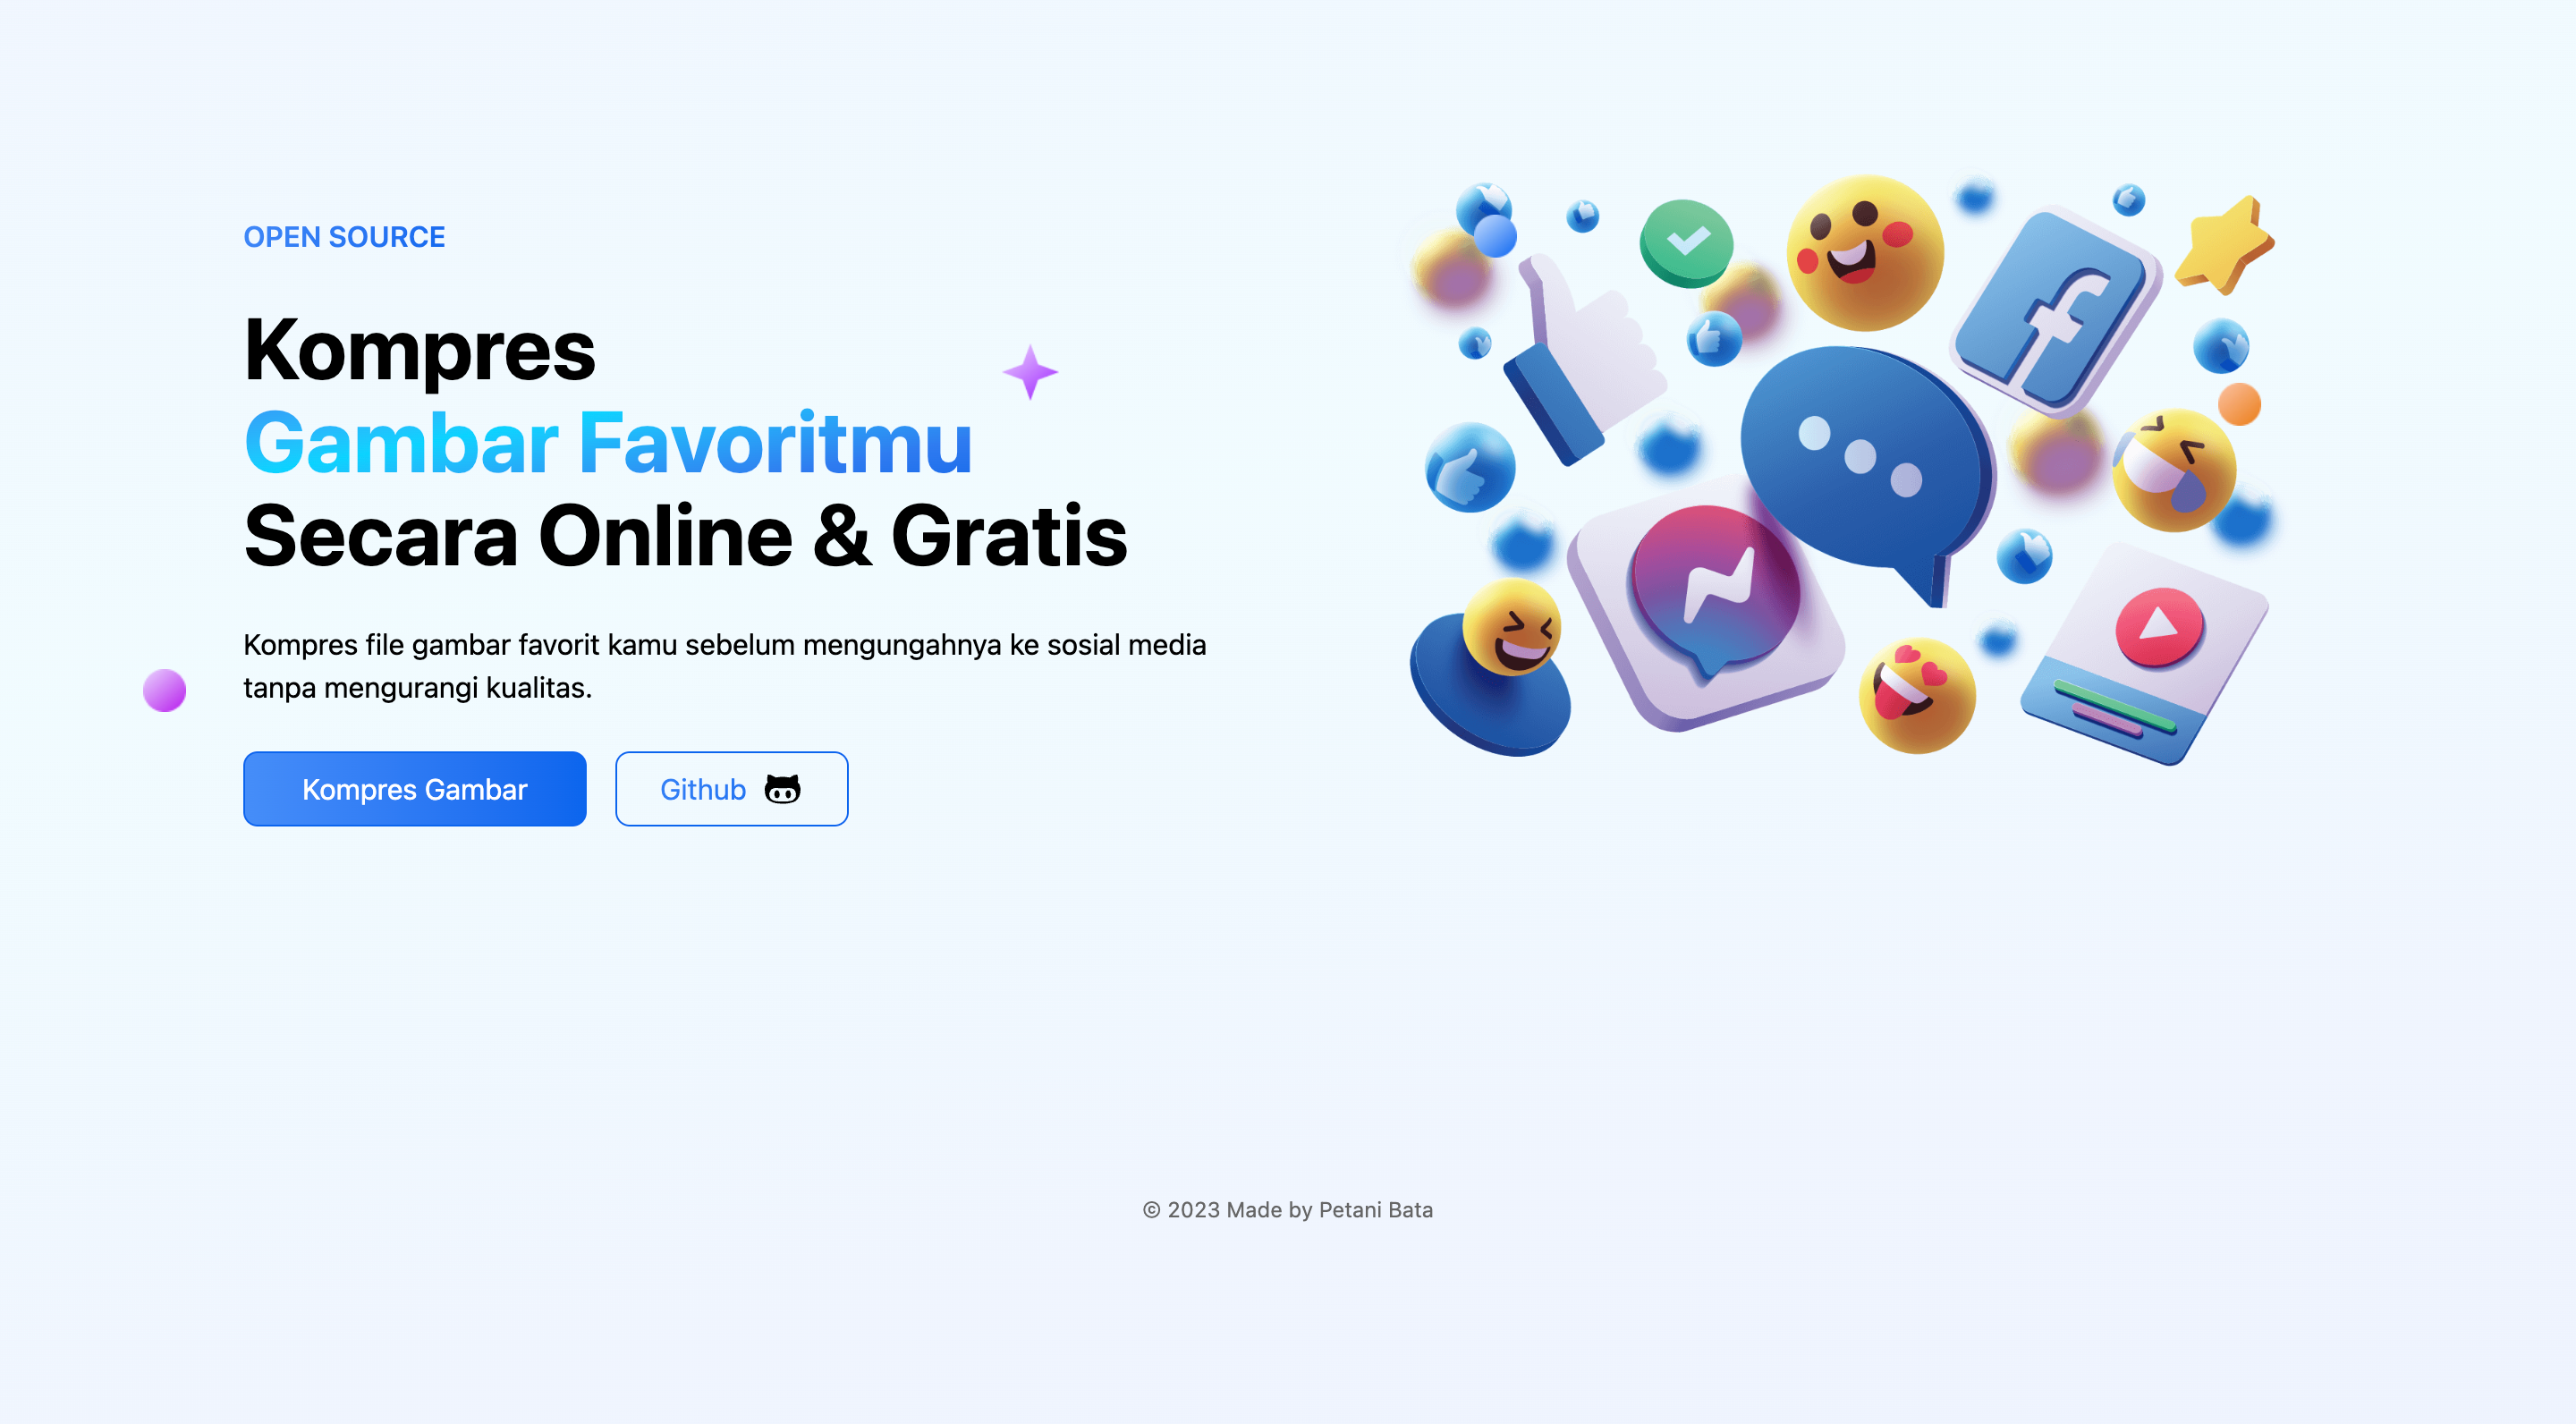 OPEN SOURCE
Kompres
Gambar Favoritmu
Secara Online & Gratis
Kompres file gambar favorit kamu sebelum mengungahnya ke sosial media
tanpa mengurangi kualitas.
Kompres Gambar
Github
© 2023 Made by Petani Bata